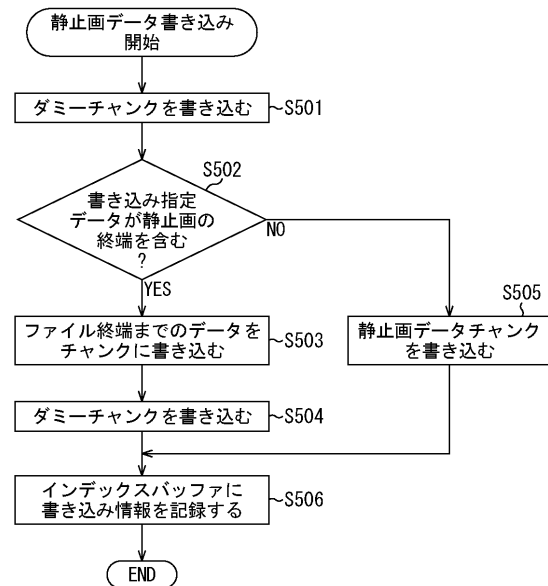 静止画データ書き込み
開始
ダミーチャンクを書き込む
S501
S502
書き込み指定
データが静止画の
終端を含む
?
NO
YES
S505
ファイル終端までのデータを
チャンクに書き込む
S503
静止画データチャンク
を書き込む
ダミーチャンクを書き込む
S504
インデックスバッファに
書き込み情報を記録する
S506
END